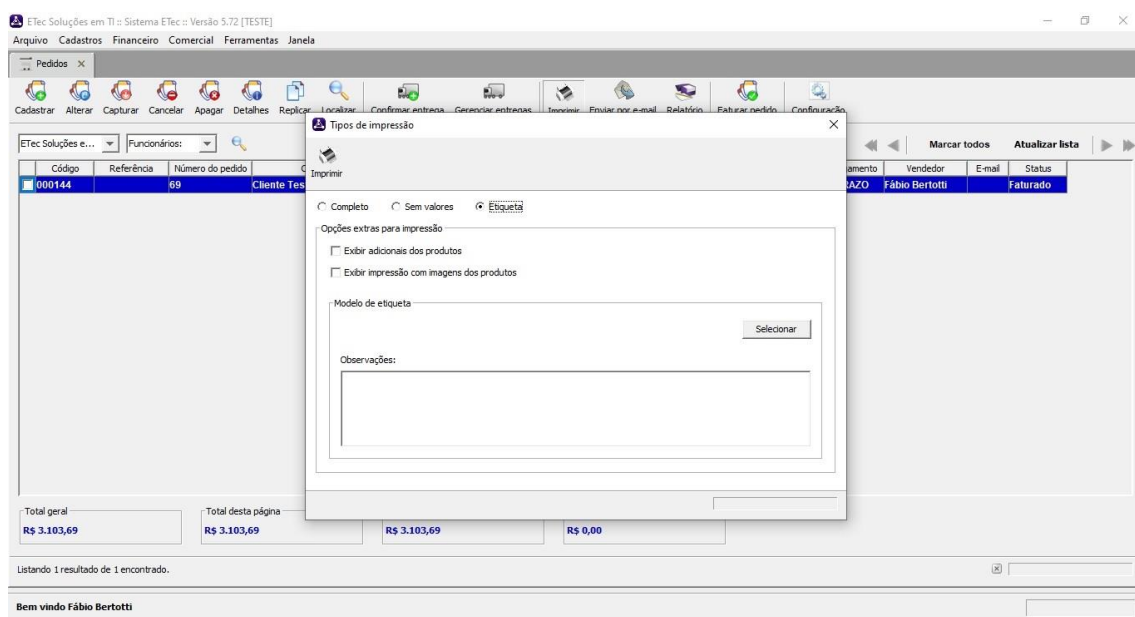 ETec Soluções em TI :: Sistema ETec :: Versão 5.72 [TESTE]
Arquivo Cadastros Financeiro Comercial Ferramentas Janela
Pedidos
Cadastrar Alterar Capturar Cancelar Apagar Detalhes Replicar Localizar Confirmar entrega Gerenciar entregas Imprimir Enviar por e-mail Relatório Faturar pedido Configuração
Tipos de impressão
ETec Soluções e... Funcionários: Marcar todos Atualizar lista
Imprimir
Código Referência Número do pedido C amento Vendedor E-mail Status
000144 69 Cliente Tes RAZO Fábio Bertotti Faturado
Completo Sem valores Etiqueta
Opções extras para impressão
Exibir adicionais dos produtos
Exibir impressão com imagens dos produtos
Modelo de etiqueta
Selecionar
Observações:
Total geral Total desta página
R$ 3.103,69 R$ 3.103,69 R$ 3.103,69 R$ 0,00
Listando 1 resultado de 1 encontrado.
Bem vindo Fábio Bertotti